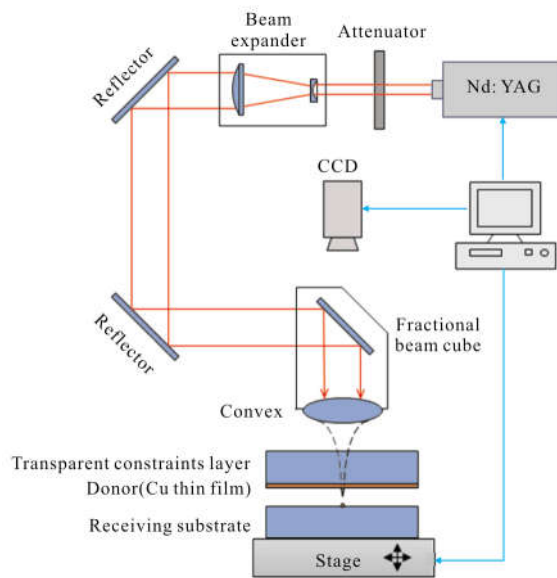 Beam
expander
Attenuator
Reflector
Nd: YAG
CCD
Reflector
Fractional
beam cube
Convex
Transparent constraints layer
Donor(Cu thin film)
Receiving substrate
Stage